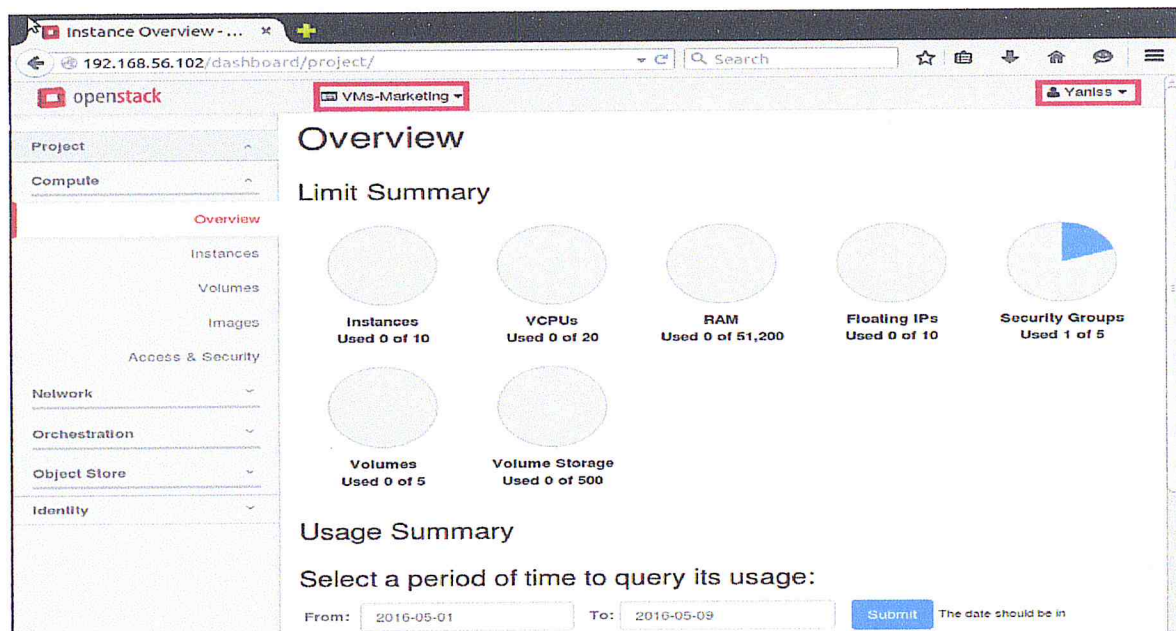 Instance Overview - ...
192.168.56.102/dashboard/project/
Search
openstack
VMs-Marketing
Yaniss
Project
Compute
Overview
Instances
Volumes
Images
Access & Security
Network
Orchestration
Object Store
Identity
Overview
Limit Summary
Instances
Used 0 of 10
VCPUs
Used 0 of 20
RAM
Used 0 of 51,200
Floating IPs
Used 0 of 10
Security Groups
Used 1 of 5
Volumes
Used 0 of 5
Volume Storage
Used 0 of 500
Usage Summary
Select a period of time to query its usage:
From: 2016-05-01 To: 2016-05-09 Submit The date should be in